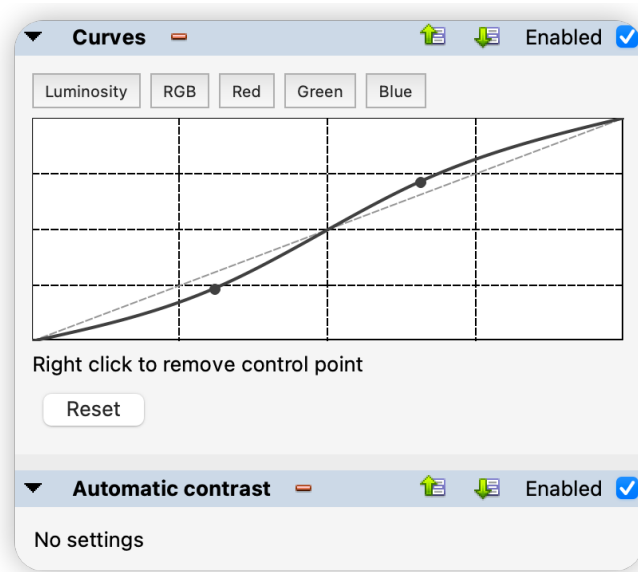 Curves Enabled
Luminosity RGB Red Green Blue
Right click to remove control point
Reset
Automatic contrast Enabled
No settings